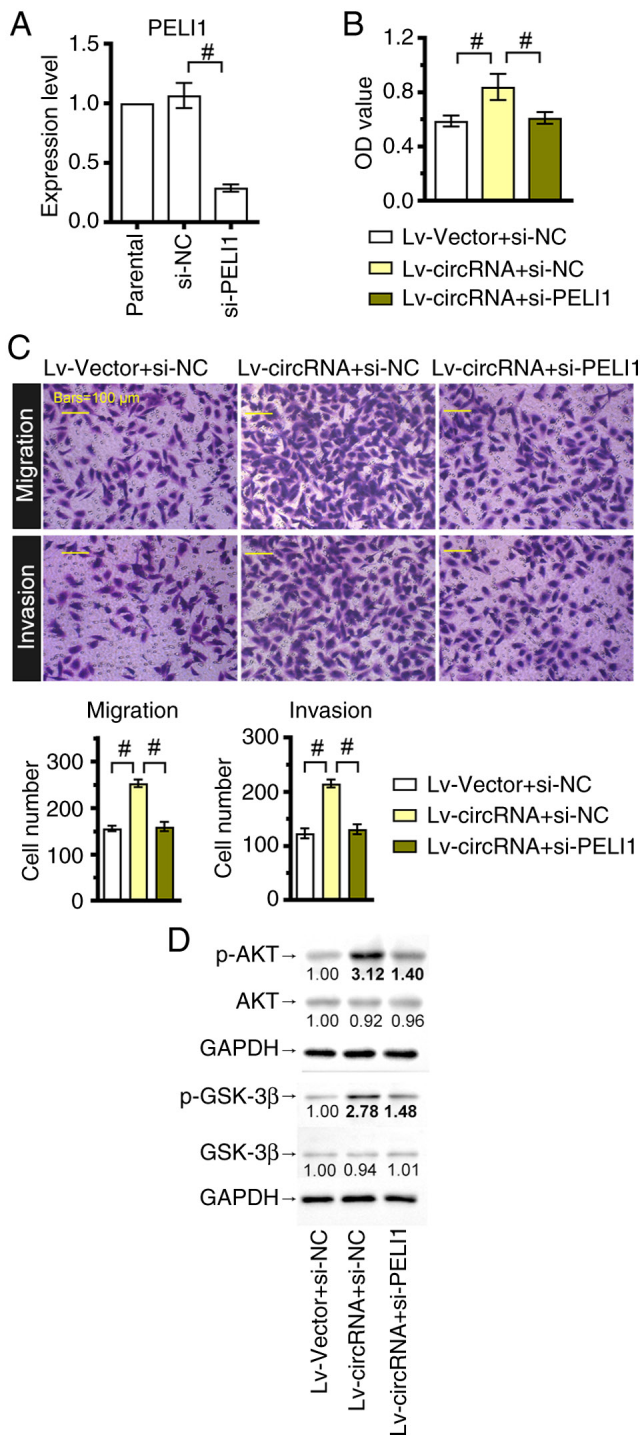 A
PELI1
#
Expression level
1.5
1.0
0.5
0.0
Parental
si-NC
si-PELI1
B
# #
OD value
1.2
0.8
0.6
0.0
Lv-Vector+si-NC
Lv-circRNA+si-NC
Lv-circRNA+si-PELI1
C
Lv-Vector+si-NC Lv-circRNA+si-NC Lv-circRNA+si-PELI1
Bars=100 µm
Migration
Invasion
Migration
# #
Cell number
300
150
0
Invasion
# #
Cell number
300
200
100
0
Lv-Vector+si-NC
Lv-circRNA+si-NC
Lv-circRNA+si-PELI1
D
p-AKT→
1.00 3.12 1.40
AKT→
1.00 0.92 0.96
GAPDH→
p-GSK-3β→
1.00 2.78 1.48
GSK-3β→
1.00 0.94 1.01
GAPDH→
Lv-Vector+si-NC
Lv-circRNA+si-NC
Lv-circRNA+si-PELI1